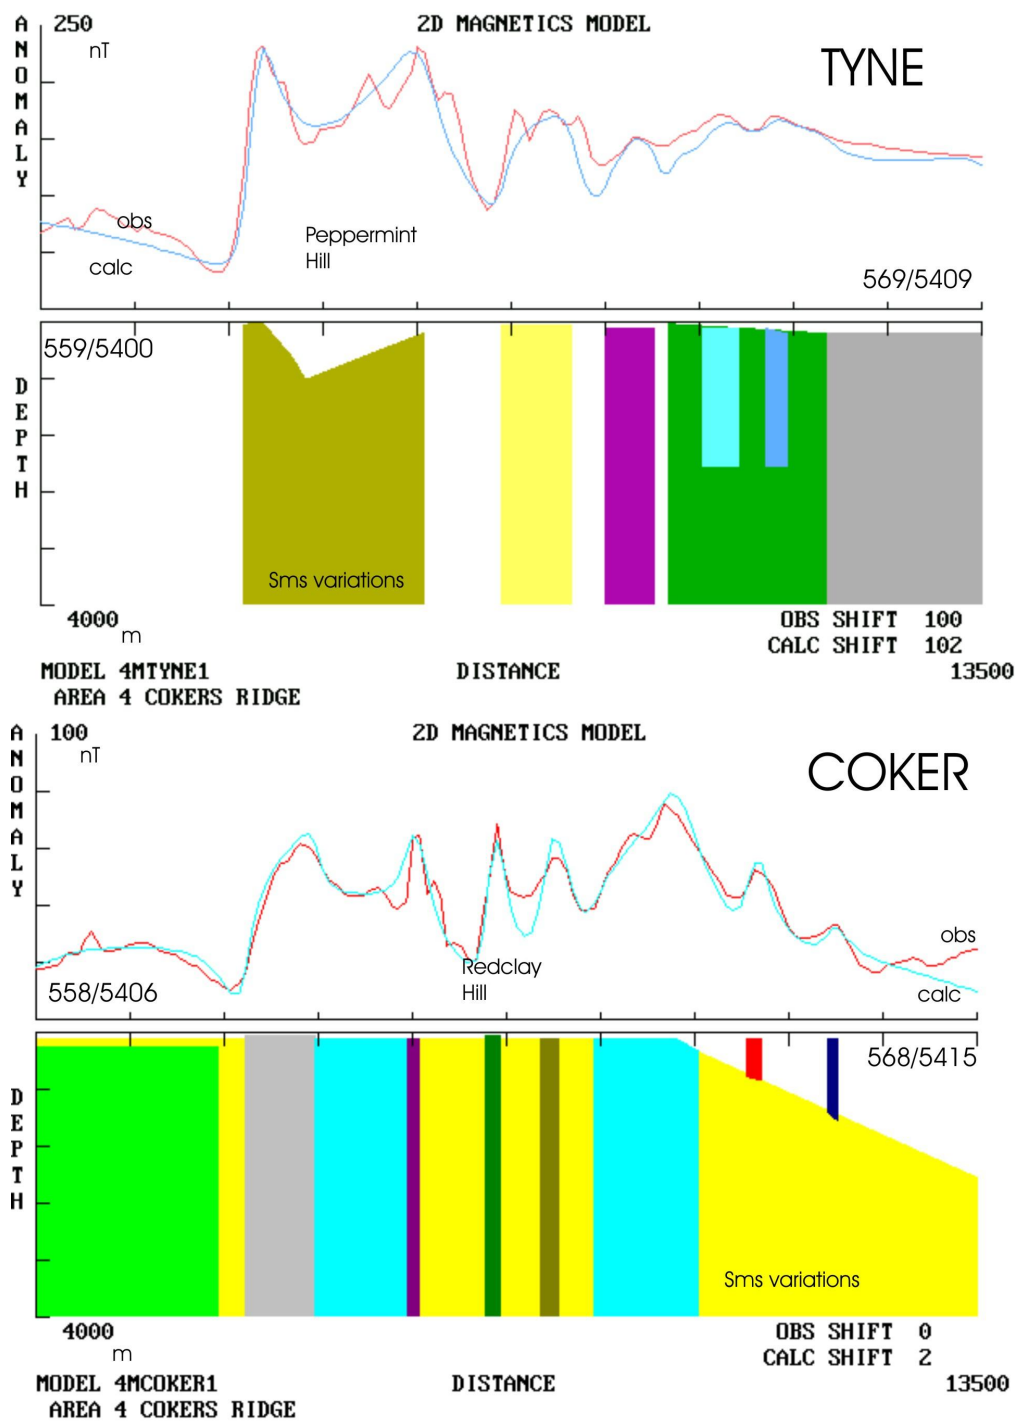 250
2D MAGNETICS MODEL
nT
TYNE
ANOMALY
obs
Peppermint
Hill
calc
569/5409
559/5400
DEPTH
Sms variations
4000
m
OBS SHIFT 100
CALC SHIFT 102
MODEL 4MTYNE1
DISTANCE
13500
AREA 4 COKERS RIDGE
100
2D MAGNETICS MODEL
nT
COKER
ANOMALY
obs
Redclay
Hill
558/5406
calc
568/5415
DEPTH
Sms variations
4000
m
OBS SHIFT 0
CALC SHIFT 2
MODEL 4MCOKER1
DISTANCE
13500
AREA 4 COKERS RIDGE